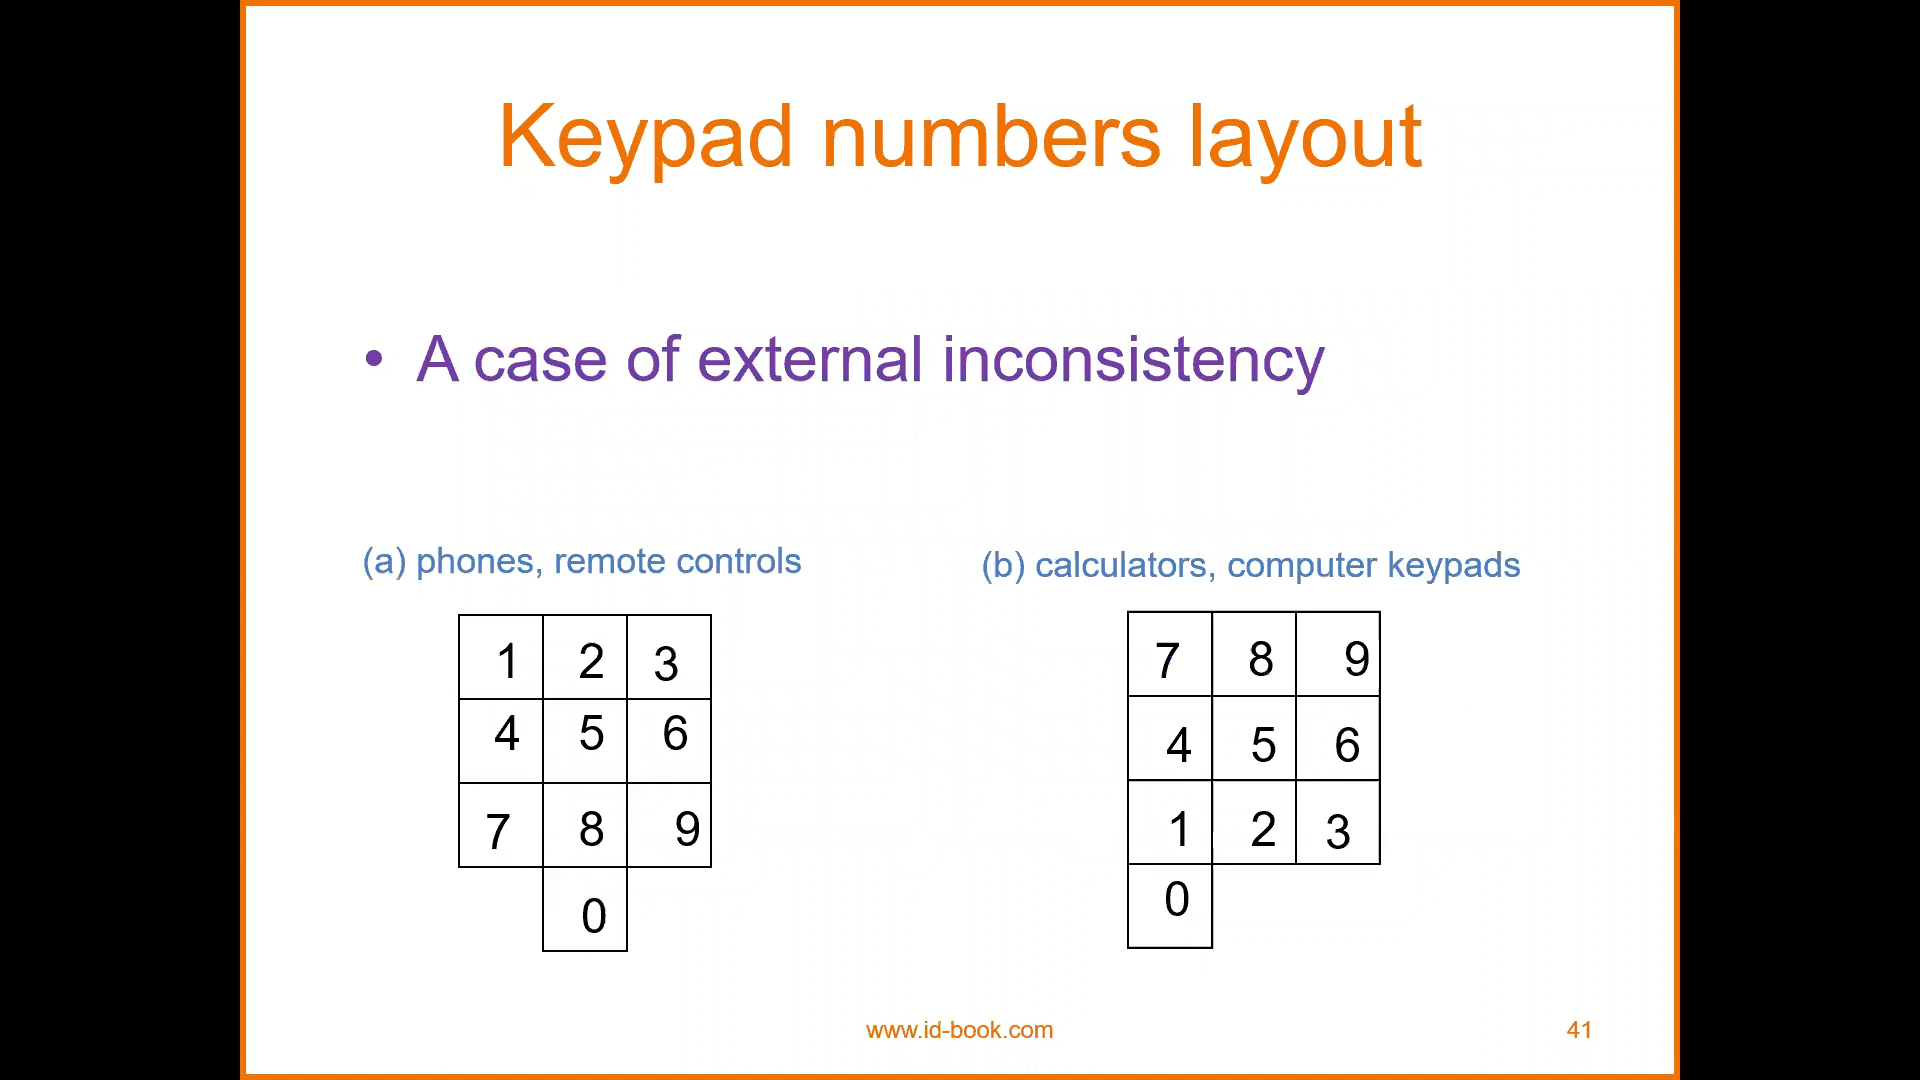 Keypad numbers layout
• A case of external inconsistency
(a) phones, remote controls
1 2 3
4 5 6
7 8 9
0
(b) calculators, computer keypads
7 8 9
4 5 6
1 2 3
0
www.id-book.com
41